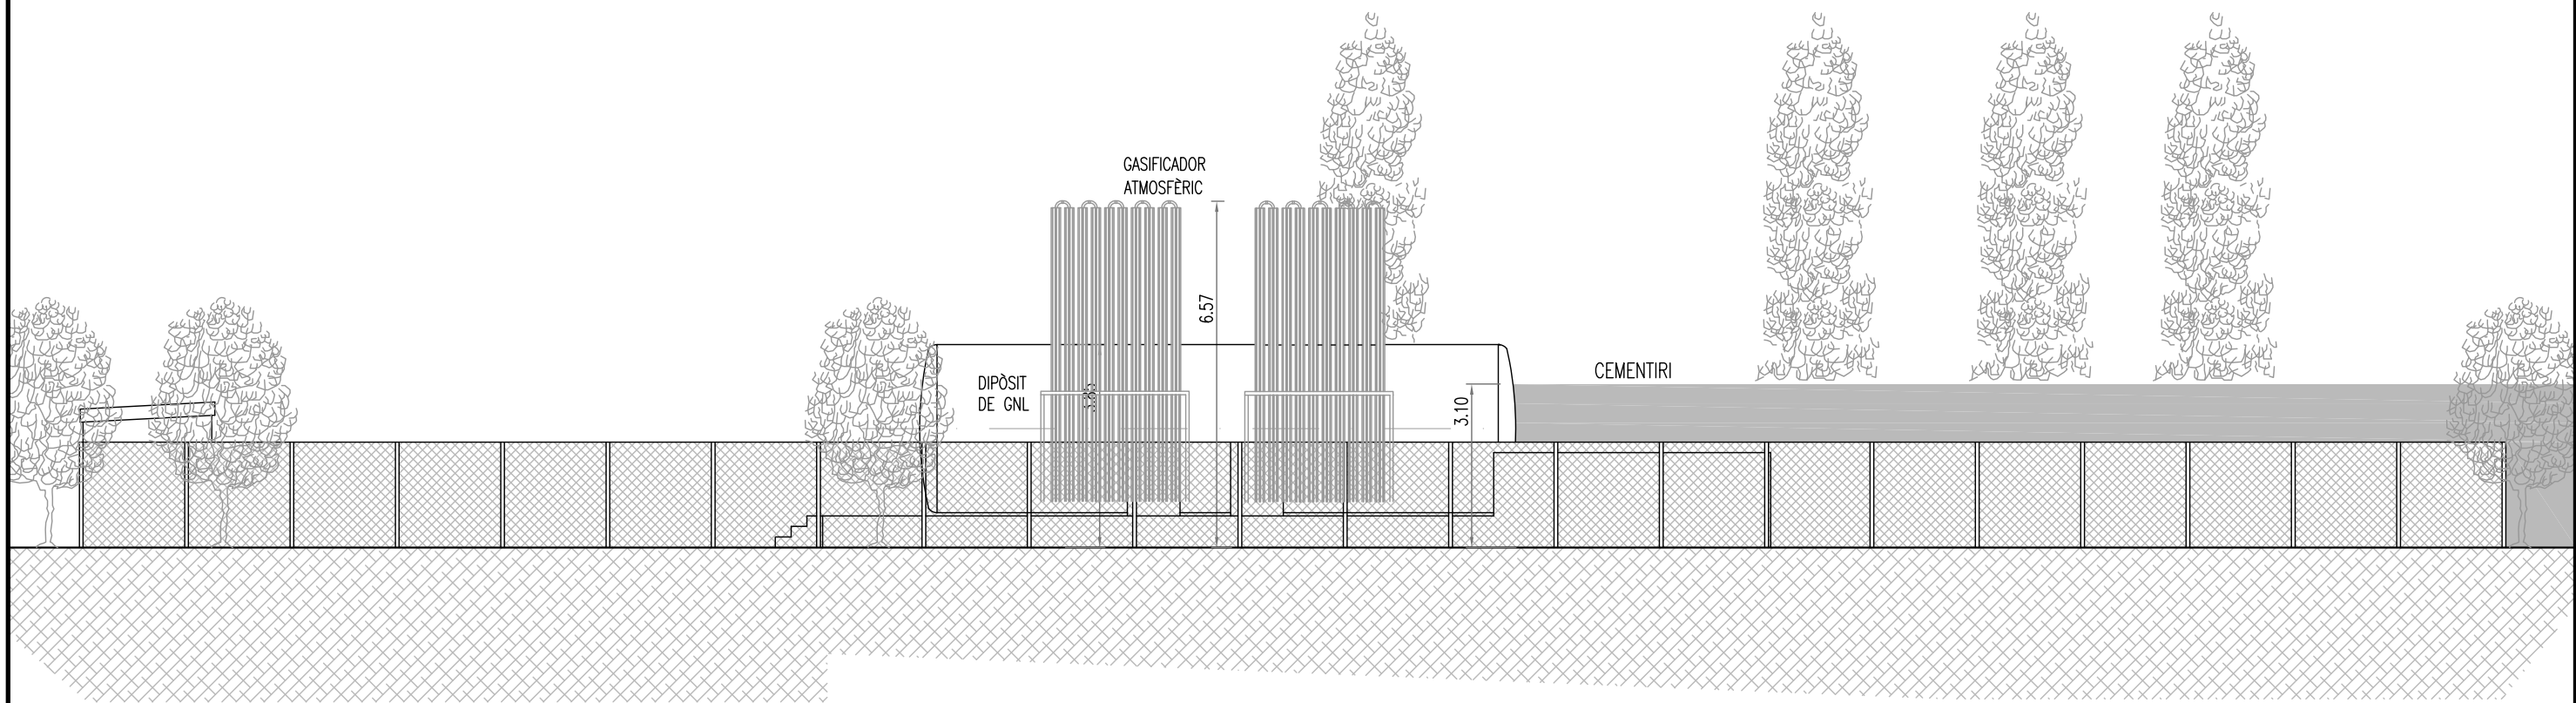 GASIFICADOR
ATMOSFÈRIC
6.57
DIPÒSIT
DE GNL
3.10
CEMENTIRI